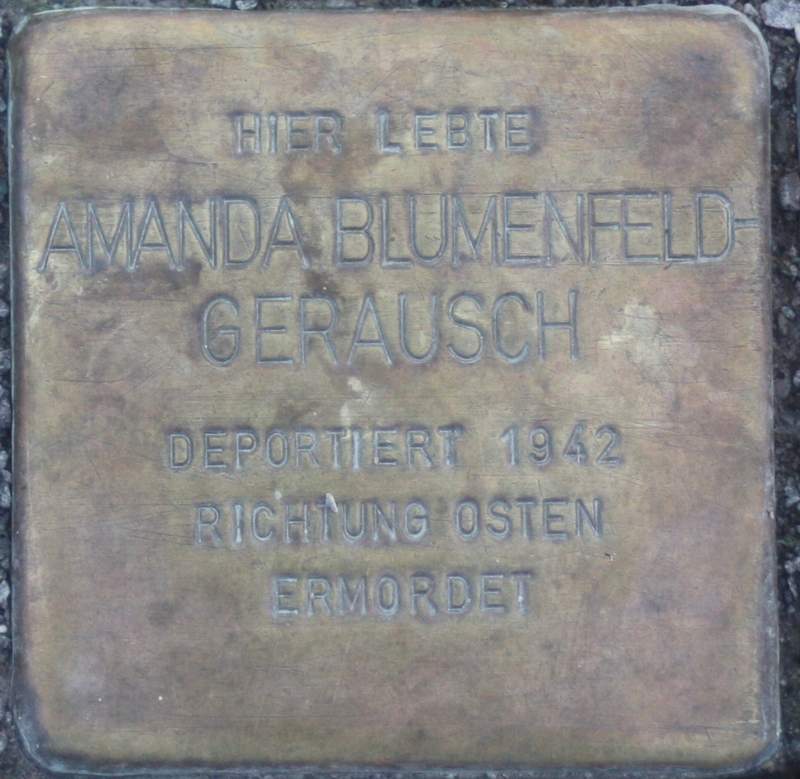 HIER LEBTE
AMANDA BLUMENFELD-
GERAUSCH
DEPORTIERT 1942
RICHTUNG OSTEN
ERMORDET